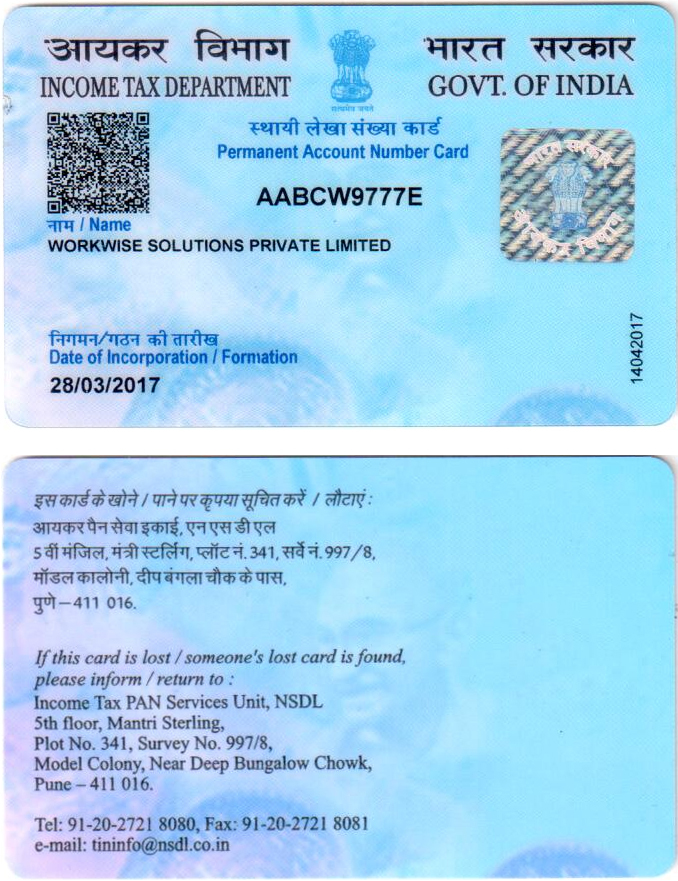 आयकर विभाग
INCOME TAX DEPARTMENT
सत्यमेव जयते
भारत सरकार
GOVT. OF INDIA
स्थायी लेखा संख्या कार्ड
Permanent Account Number Card
AABCW9777E
नाम / Name
WORKWISE SOLUTIONS PRIVATE LIMITED
भारत सरकार
आयकर विभाग
निगमन/गठन की तारीख
Date of Incorporation / Formation
28/03/2017
14042017
इस कार्ड के खोने / पाने पर कृपया सूचित करें / लौटाएं :
आयकर पैन सेवा इकाई, एन एस डी एल
5 वीं मंजिल, मंत्री स्टर्लिंग, प्लॉट नं. 341, सर्वे नं. 997/8,
मॉडल कालोनी, दीप बंगला चौक के पास,
पुणे – 411 016.
If this card is lost / someone's lost card is found,
please inform / return to :
Income Tax PAN Services Unit, NSDL
5th floor, Mantri Sterling,
Plot No. 341, Survey No. 997/8,
Model Colony, Near Deep Bungalow Chowk,
Pune – 411 016.
Tel: 91-20-2721 8080, Fax: 91-20-2721 8081
e-mail: tininfo@nsdl.co.in